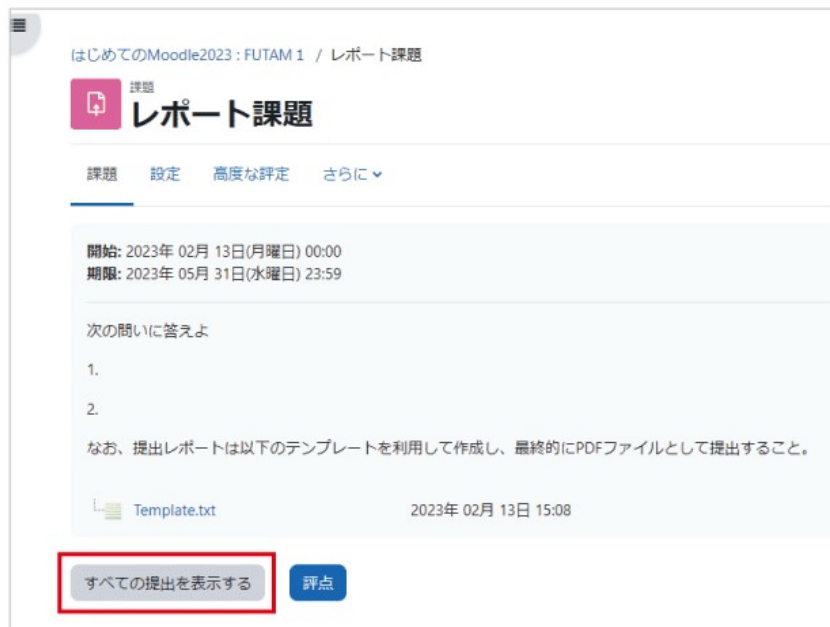 はじめてのMoodle2023 : FUTAM 1 / レポート課題
課題
レポート課題
課題 設定 高度な評定 さらに
開始: 2023年 02月 13日(月曜日) 00:00
期限: 2023年 05月 31日(水曜日) 23:59
次の問いに答えよ
1.
2.
なお、提出レポートは以下のテンプレートを利用して作成し、最終的にPDFファイルとして提出すること。
Template.txt 2023年 02月 13日 15:08
すべての提出を表示する 評点